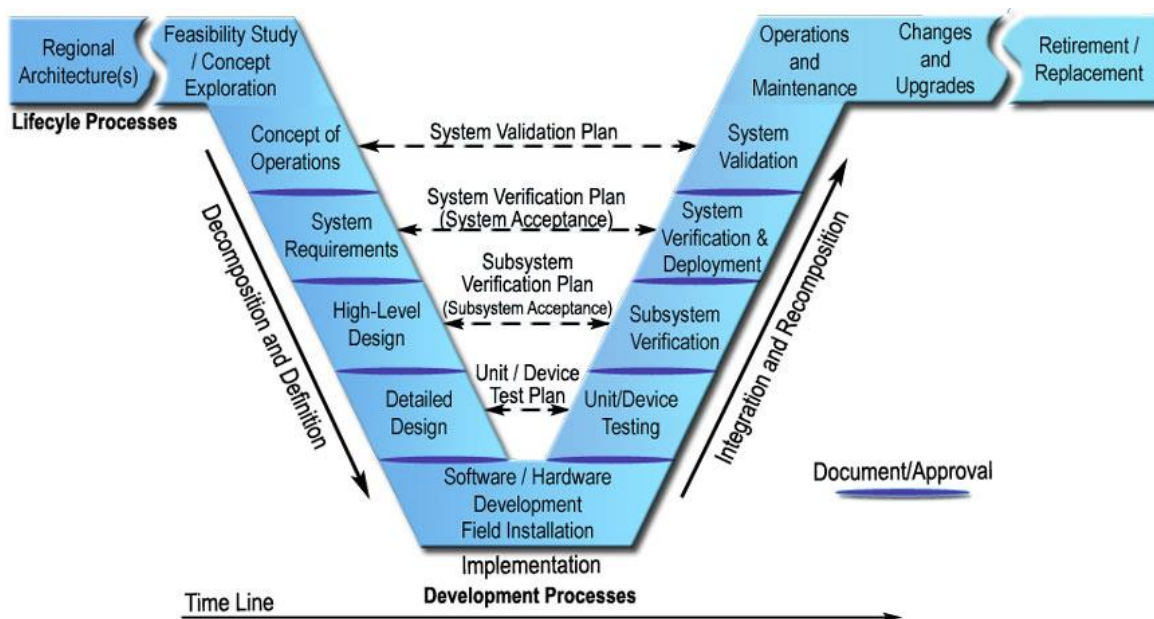 Regional
Architecture(s)
Feasibility Study
/ Concept
Exploration
Operations
and
Maintenance
Changes
and
Upgrades
Retirement /
Replacement
Lifecyle Processes
Concept of
Operations
System Validation Plan
System
Validation
System
Requirements
System Verification Plan
(System Acceptance)
System
Verification &
Deployment
High-Level
Design
Subsystem
Verification Plan
(Subsystem Acceptance)
Subsystem
Verification
Detailed
Design
Unit / Device
Test Plan
Unit/Device
Testing
Decomposition and Definition
Integration and Recomposition
Software / Hardware
Development
Field Installation
Document/Approval
Implementation
Development Processes
Time Line